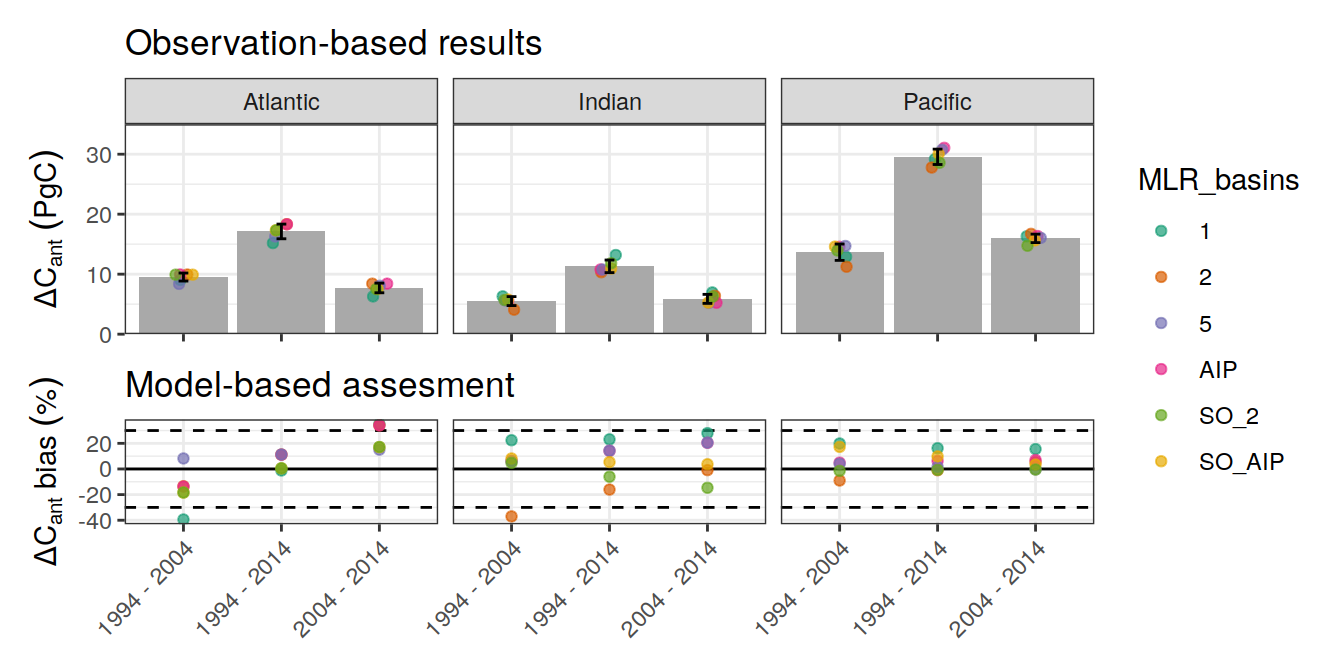 Observation-based results
Atlantic
Indian
Pacific
ΔCant (PgC)
30
20
10
0
Model-based assesment
ΔCant bias (%)
20
0
-20
-40
1994 - 2004
1994 - 2014
2004 - 2014
1994 - 2004
1994 - 2014
2004 - 2014
1994 - 2004
1994 - 2014
2004 - 2014
MLR_basins
1
2
5
AIP
SO_2
SO_AIP